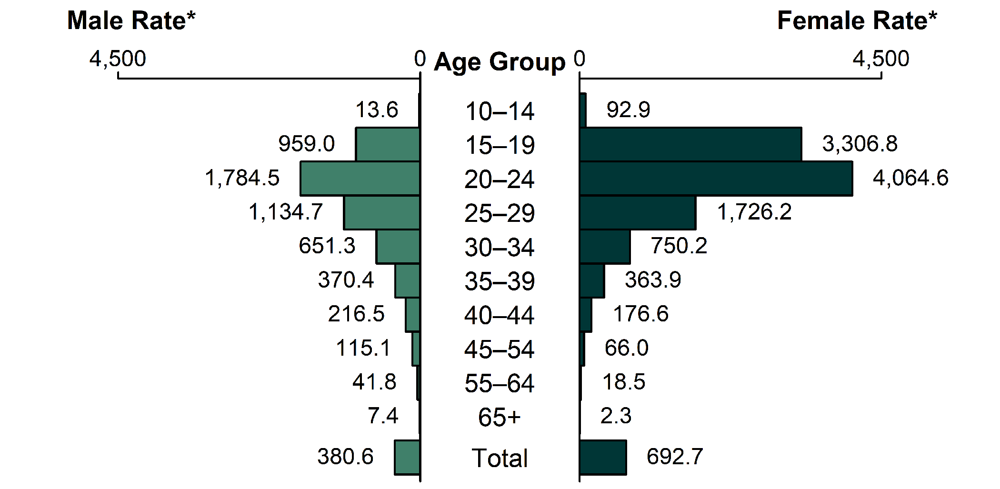 Male Rate* Female Rate*
4,500 0 Age Group 0 4,500
13.6 10–14 92.9
959.0 15–19 3,306.8
1,784.5 20–24 4,064.6
1,134.7 25–29 1,726.2
651.3 30–34 750.2
370.4 35–39 363.9
216.5 40–44 176.6
115.1 45–54 66.0
41.8 55–64 18.5
7.4 65+ 2.3
380.6 Total 692.7